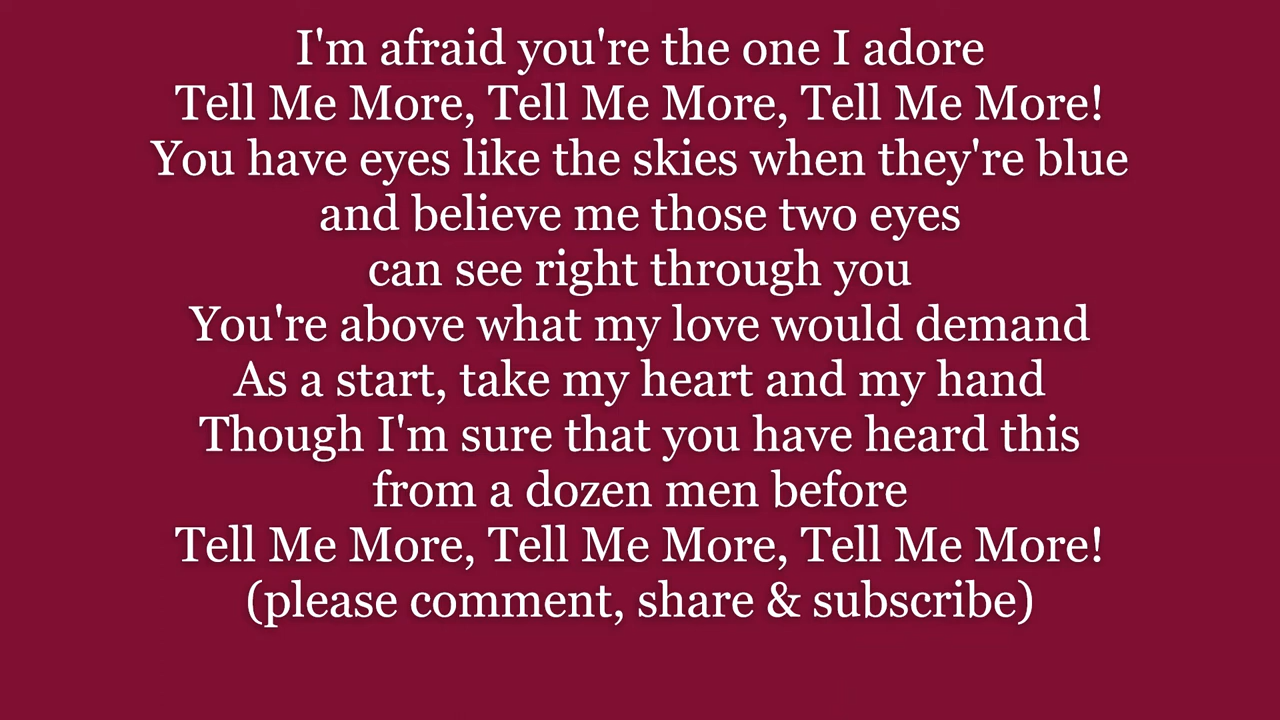 I'm afraid you're the one I adore
Tell Me More, Tell Me More, Tell Me More!
You have eyes like the skies when they're blue
and believe me those two eyes
can see right through you
You're above what my love would demand
As a start, take my heart and my hand
Though I'm sure that you have heard this
from a dozen men before
Tell Me More, Tell Me More, Tell Me More!
(please comment, share & subscribe)